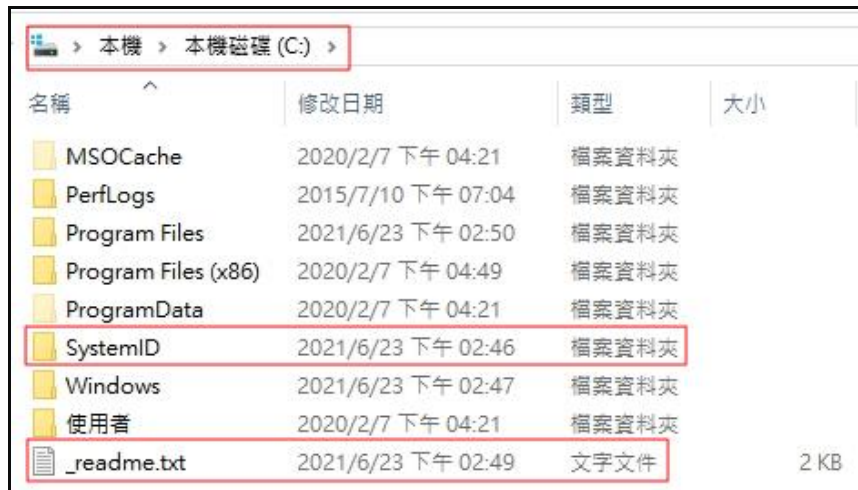 本機 > 本機磁碟 (C:) >
名稱 修改日期 類型 大小
MSOCache 2020/2/7 下午 04:21 檔案資料夾
PerfLogs 2015/7/10 下午 07:04 檔案資料夾
Program Files 2021/6/23 下午 02:50 檔案資料夾
Program Files (x86) 2020/2/7 下午 04:49 檔案資料夾
ProgramData 2020/2/7 下午 04:21 檔案資料夾
SystemID 2021/6/23 下午 02:46 檔案資料夾
Windows 2021/6/23 下午 02:47 檔案資料夾
使用者 2020/2/7 下午 04:21 檔案資料夾
_readme.txt 2021/6/23 下午 02:49 文字文件 2 KB